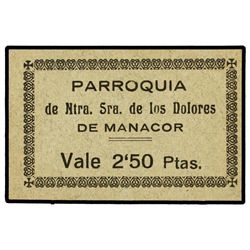 PARROQUIA
de Ntra. Sra. de los Dolores
DE MANACOR
Vale 2'50 Ptas.